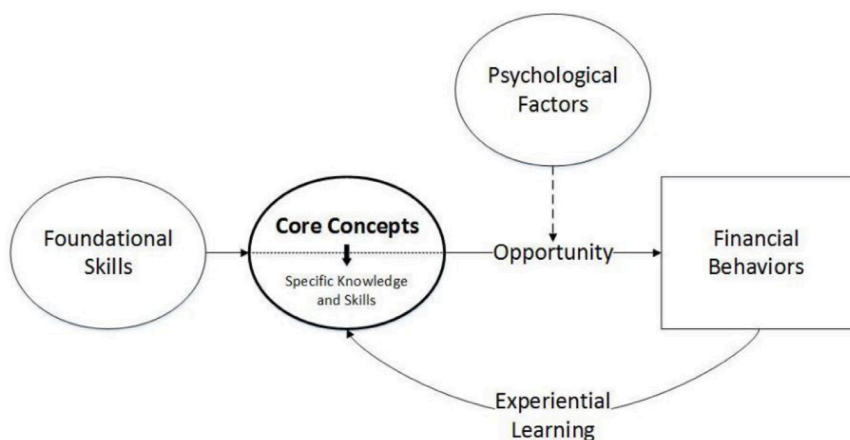 Psychological
Factors
Foundational
Skills
Core Concepts
Specific Knowledge
and Skills
Opportunity
Financial
Behaviors
Experiential
Learning